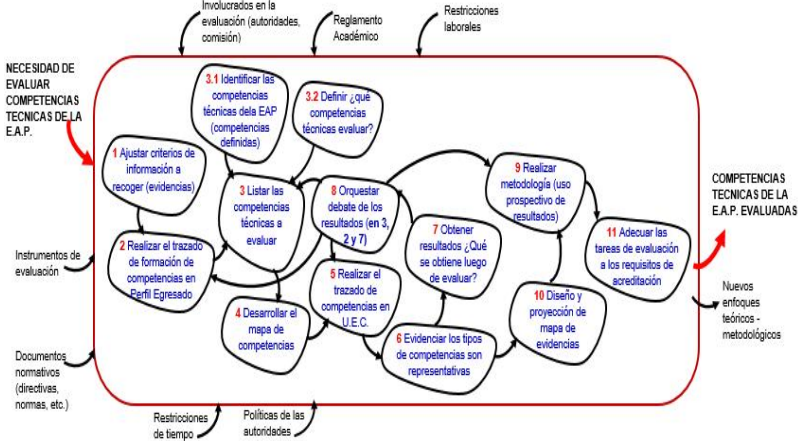 Involucrados en la
evaluación (autoridades,
comisión)
Reglamento
Académico
Restricciones
laborales
NECESIDAD DE
EVALUAR
COMPETENCIAS
TECNICAS DE LA
E.A.P.
3.1 Identificar las
competencias
técnicas dela EAP
(competencias
definidas)
3.2 Definir ¿qué
competencias
técnicas evaluar?
1 Ajustar criterios de
información a
recoger (evidencias)
3 Listar las
competencias
técnicas a
evaluar
8 Orquestar
debate de los
resultados (en 3,
2 y 7)
9 Realizar
metodología (uso
prospectivo de
resultados)
COMPETENCIAS
TECNICAS DE LA
E.A.P. EVALUADAS
2 Realizar el trazado
de formación de
competencias en
Perfil Egresado
7 Obtener
resultados ¿Qué
se obtiene luego
de evaluar?
11 Adecuar las
tareas de evaluación
a los requisitos de
acreditación
Instrumentos de
evaluación
5 Realizar el
trazado de
competencias en
U.E.C.
10 Diseño y
proyección de
mapa de
evidencias
Nuevos
enfoques
teóricos -
metodológicos
4 Desarrollar el
mapa de
competencias
6 Evidenciar los tipos
de competencias son
representativas
Documentos
normativos
(directivas,
normas, etc.)
Restricciones
de tiempo
Políticas de las
autoridades